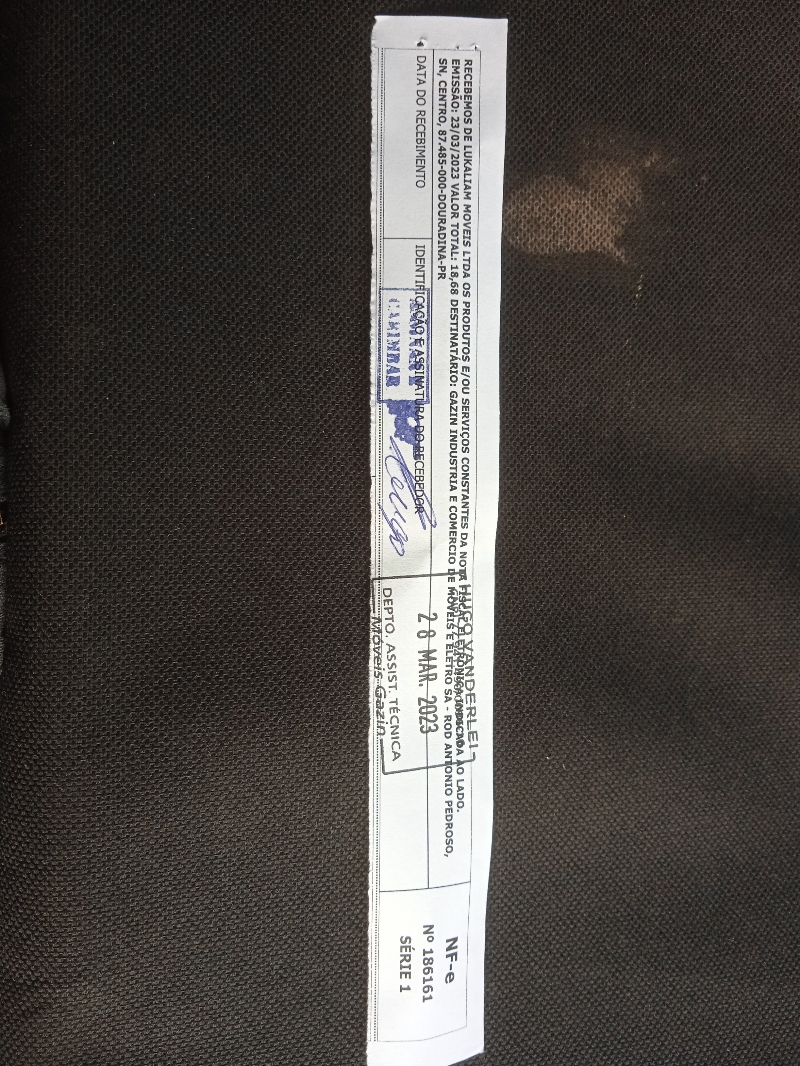 RECEBEMOS DE LUKALIAM MOVEIS LTDA OS PRODUTOS E/OU SERVIÇOS CONSTANTES DA NOTA FISCAL ELETRÔNICA INDICADA AO LADO.
EMISSÃO: 23/03/2023 VALOR TOTAL: 18,68 DESTINATÁRIO: GAZIN INDUSTRIA E COMERCIO DE MOVEIS E ELETRO SA - ROD ANTONIO PEDROSO,
SN, CENTRO, 87.485-000-DOURADINA-PR
DATA DO RECEBIMENTO
IDENTIFICAÇÃO E ASSINATURA DO RECEBEDOR
CARIMBAR
HUGO VANDERLEI
28 MAR. 2023
DEPTO. ASSIST. TÉCNICA
Móveis Gazin
NF-e
Nº 186161
SÉRIE 1